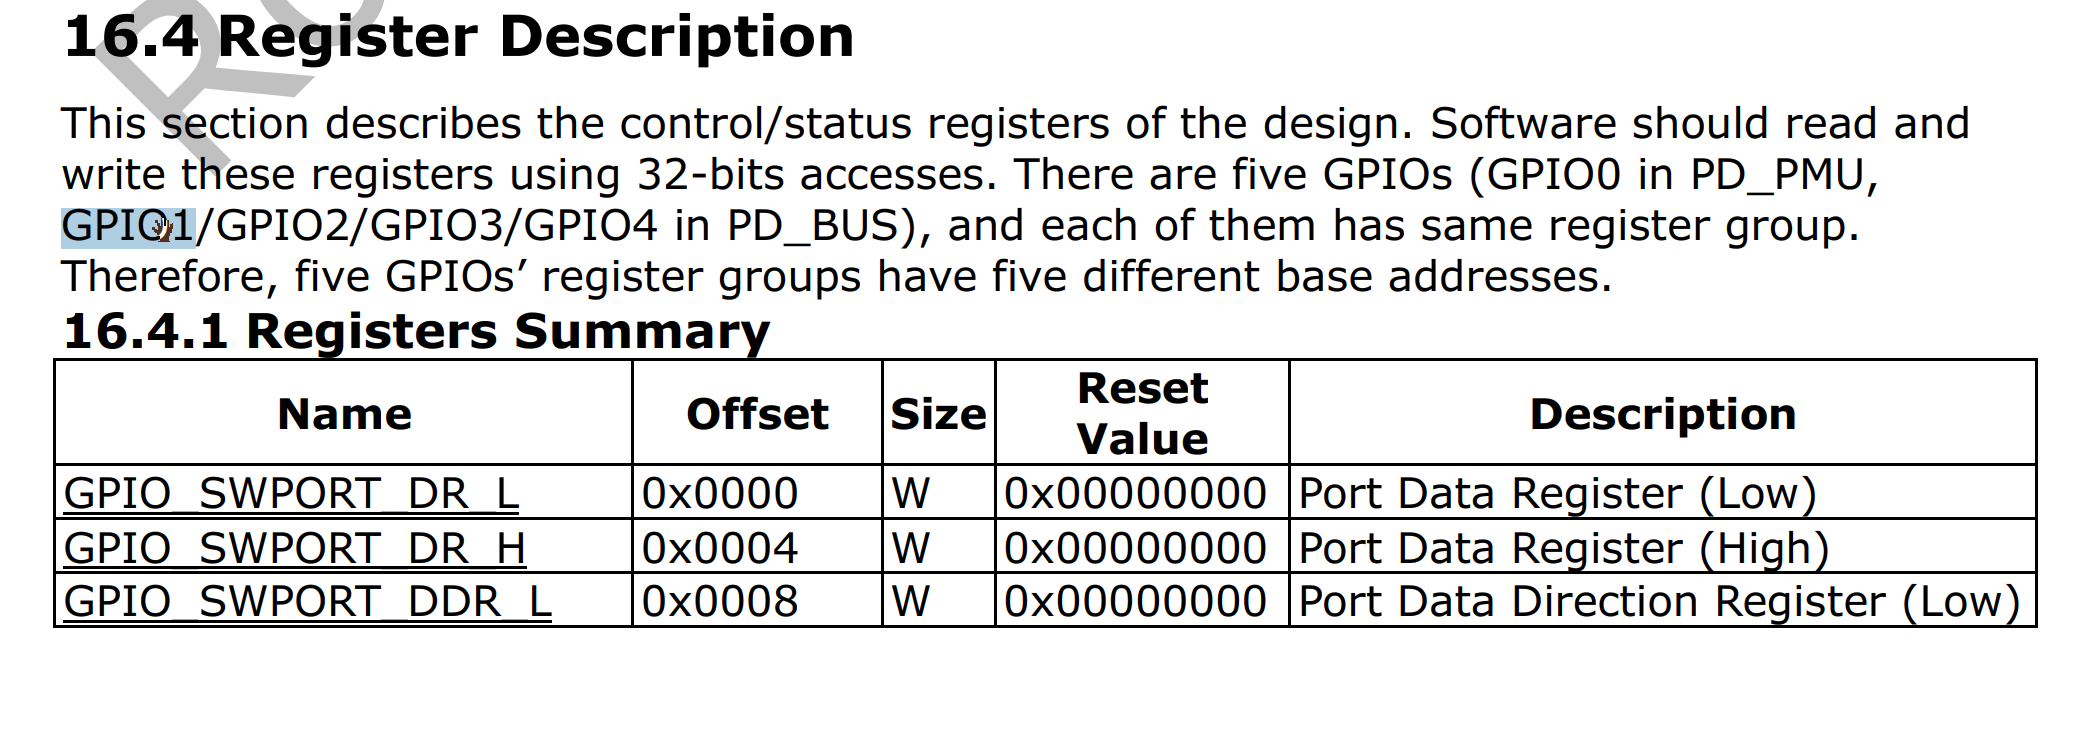 16.4 Register Description
This section describes the control/status registers of the design. Software should read and
write these registers using 32-bits accesses. There are five GPIOs (GPIO0 in PD_PMU,
GPIO1/GPIO2/GPIO3/GPIO4 in PD_BUS), and each of them has same register group.
Therefore, five GPIOs’ register groups have five different base addresses.
16.4.1 Registers Summary
Name Offset Size Reset Value Description
GPIO_SWPORT_DR_L 0x0000 W 0x00000000 Port Data Register (Low)
GPIO_SWPORT_DR_H 0x0004 W 0x00000000 Port Data Register (High)
GPIO_SWPORT_DDR_L 0x0008 W 0x00000000 Port Data Direction Register (Low)